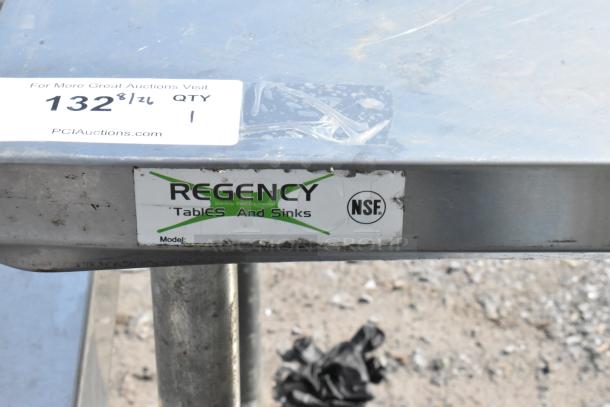 For More Great Auctions Visit
132 8/26 QTY
1
PCIAuctions.com
REGENCY
TablES And Sinks
NSF.
Model: